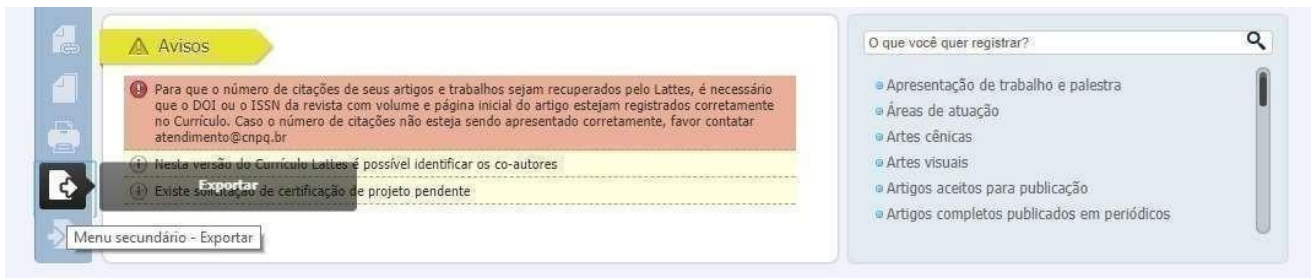 Avisos
Para que o número de citações de seus artigos e trabalhos sejam recuperados pelo Lattes, é necessário
que o DOI ou o ISSN da revista com volume e página inicial do artigo estejam registrados corretamente
no Currículo. Caso o número de citações não esteja sendo apresentado corretamente, favor contatar
atendimento@cnpq.br
Nesta versão do Currículo Lattes é possível identificar os co-autores
Existe solicitação de certificação de projeto pendente
Exportar
Menu secundário - Exportar
O que você quer registrar?
Apresentação de trabalho e palestra
Áreas de atuação
Artes cênicas
Artes visuais
Artigos aceitos para publicação
Artigos completos publicados em periódicos